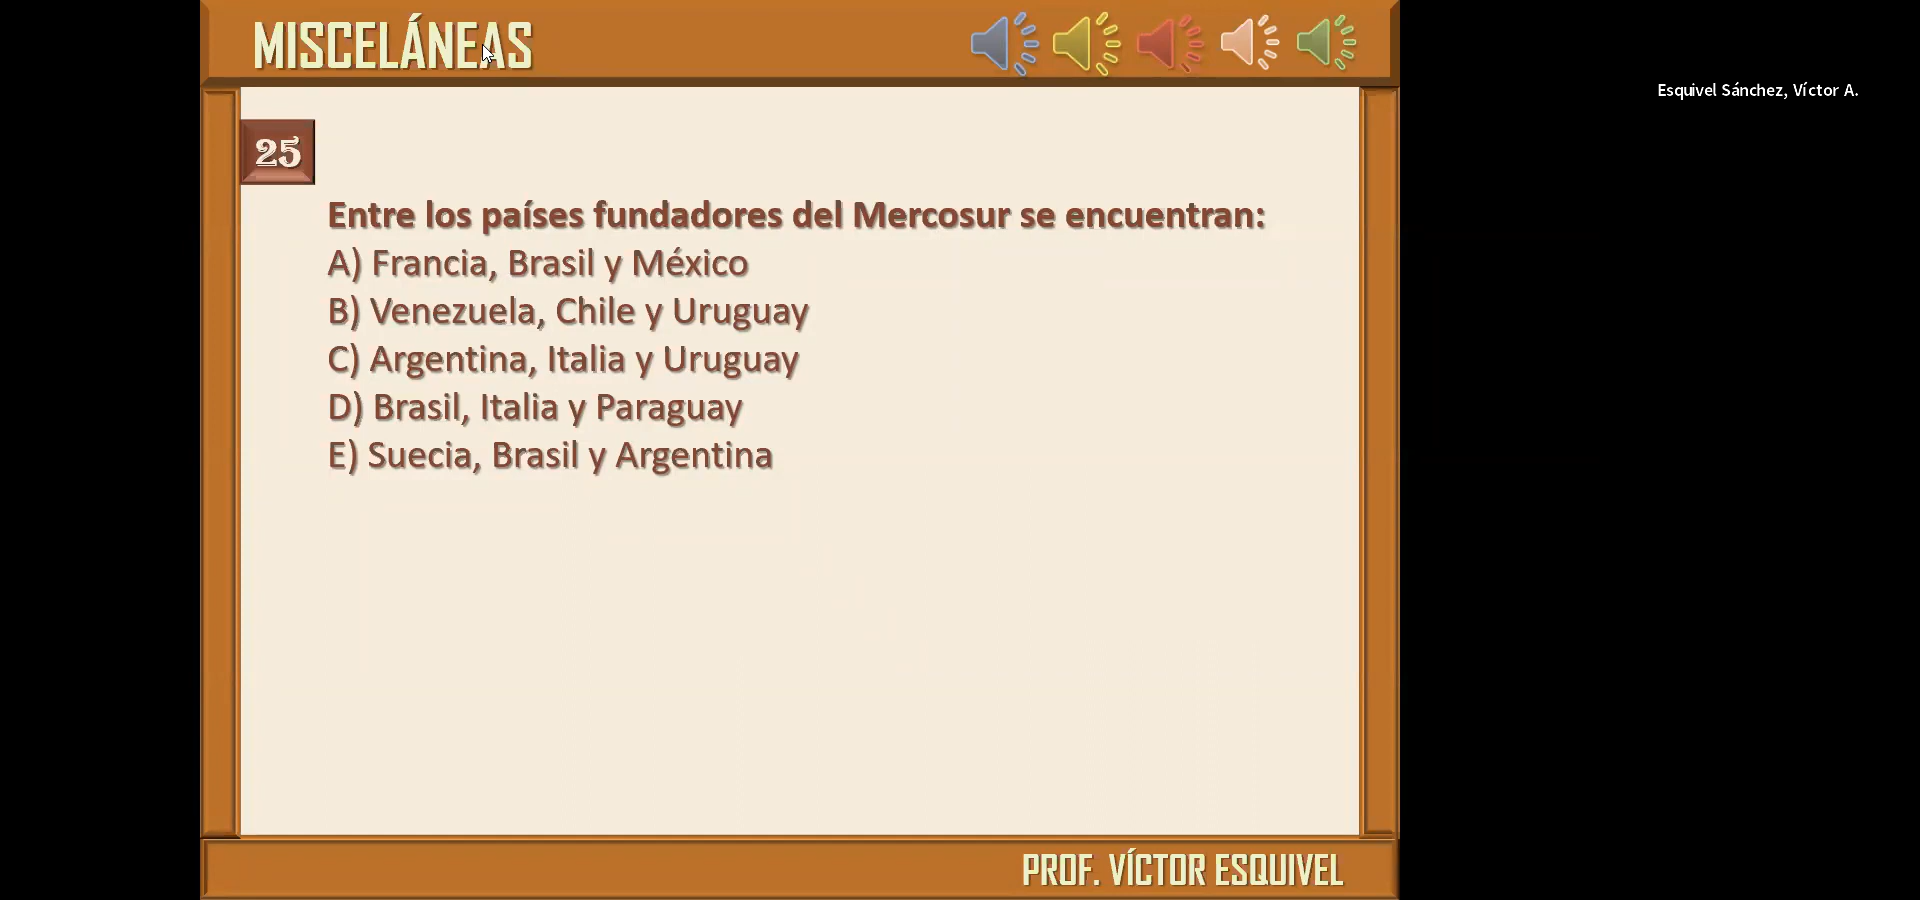 MISCELÁNEAS
Esquivel Sánchez, Víctor A.
25
Entre los países fundadores del Mercosur se encuentran:
A) Francia, Brasil y México
B) Venezuela, Chile y Uruguay
C) Argentina, Italia y Uruguay
D) Brasil, Italia y Paraguay
E) Suecia, Brasil y Argentina
PROF. VÍCTOR ESQUIVEL